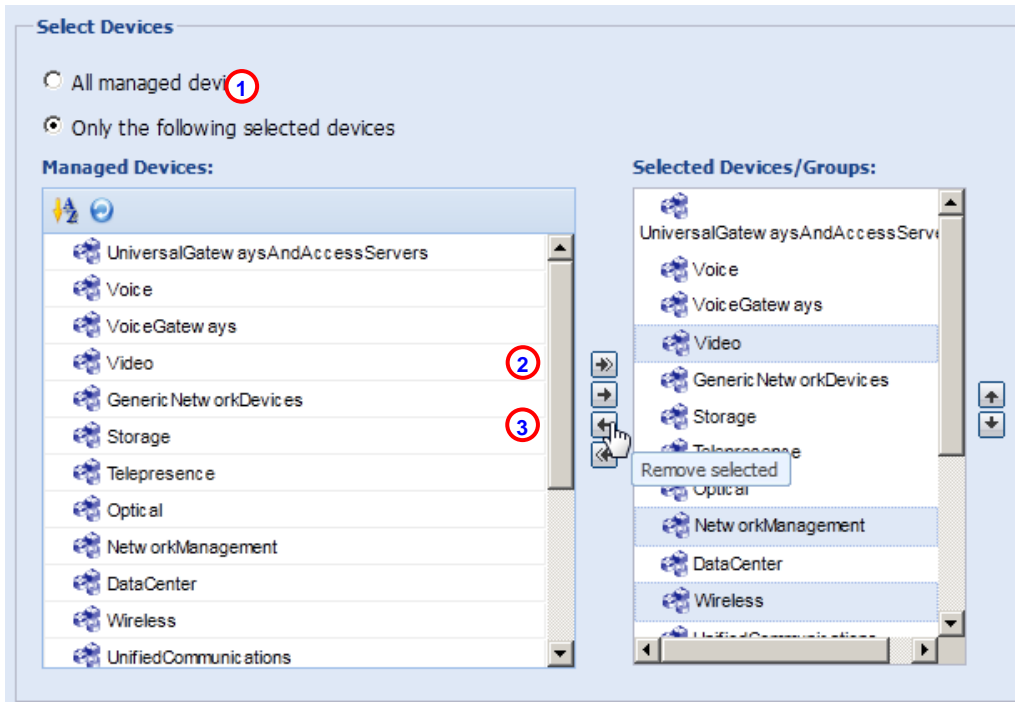 Select Devices
All managed devi
1
Only the following selected devices
Managed Devices:
UniversalGatewaysAndAccessServers
Voice
VoiceGateways
Video
GenericNetworkDevices
Storage
Telepresence
Optical
NetworkManagement
DataCenter
Wireless
UnifiedCommunications
2
3
Remove selected
Selected Devices/Groups:
UniversalGatewaysAndAccessServe
Voice
VoiceGateways
Video
GenericNetworkDevices
Storage
Telepresence
Optical
NetworkManagement
DataCenter
Wireless
UnifiedCommunications